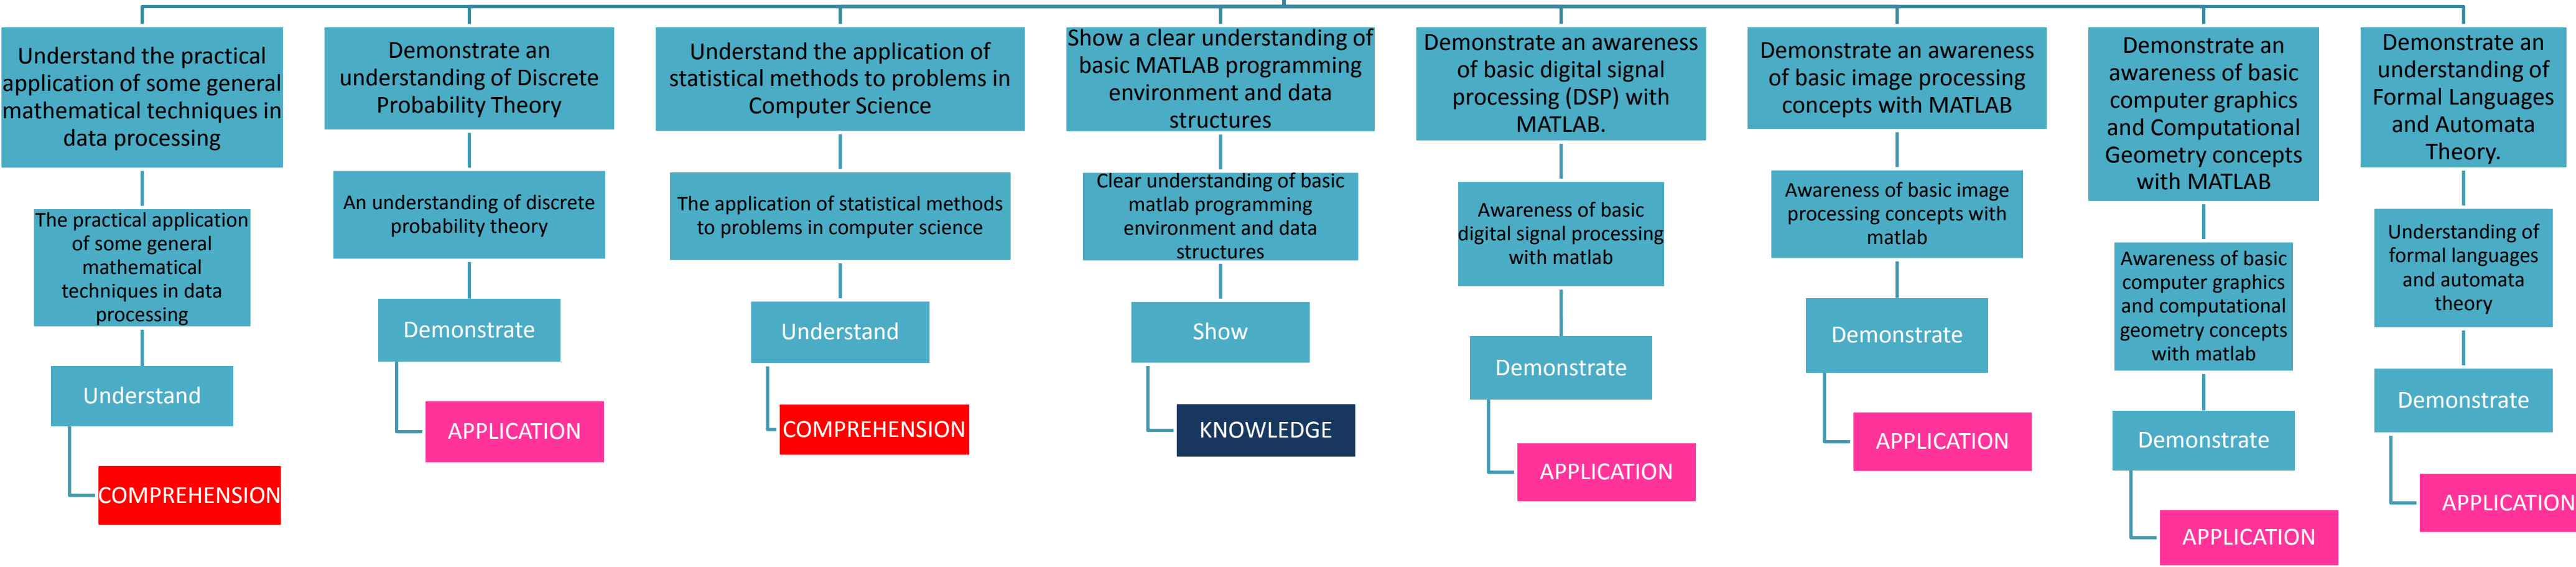 Understand the practical
application of some general
mathematical techniques in
data processing
The practical application
of some general
mathematical
techniques in data
processing
Understand
COMPREHENSION
Demonstrate an
understanding of Discrete
Probability Theory
An understanding of discrete
probability theory
Demonstrate
APPLICATION
Understand the application of
statistical methods to problems in
Computer Science
The application of statistical methods
to problems in computer science
Understand
COMPREHENSION
Show a clear understanding of
basic MATLAB programming
environment and data
structures
Clear understanding of basic
matlab programming
environment and data
structures
Show
KNOWLEDGE
Demonstrate an awareness
of basic digital signal
processing (DSP) with
MATLAB.
Awareness of basic
digital signal processing
with matlab
Demonstrate
APPLICATION
Demonstrate an awareness
of basic image processing
concepts with MATLAB
Awareness of basic image
processing concepts with
matlab
Demonstrate
APPLICATION
Demonstrate an
awareness of basic
computer graphics
and Computational
Geometry concepts
with MATLAB
Awareness of basic
computer graphics
and computational
geometry concepts
with matlab
Demonstrate
APPLICATION
Demonstrate an
understanding of
Formal Languages
and Automata
Theory.
Understanding of
formal languages
and automata
theory
Demonstrate
APPLICATION